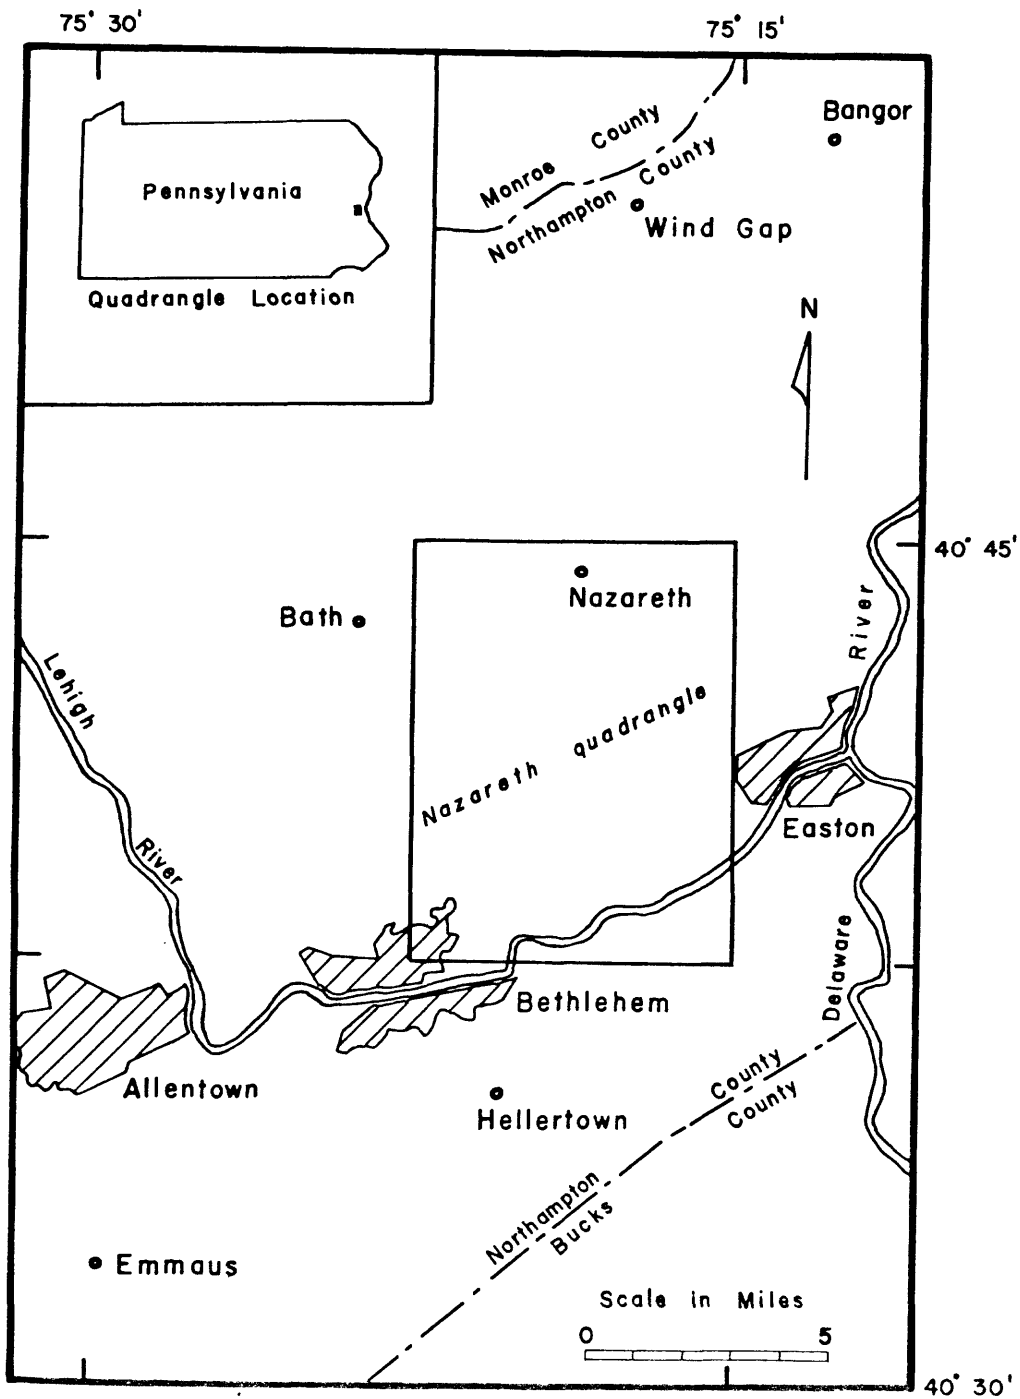 75° 30'
75° 15'
Bangor
Monroe County
Northampton County
Pennsylvania
Wind Gap
Quadrangle Location
N
40° 45'
Nazareth
Bath
River
Lehigh
Nazareth quadrangle
Easton
River
Delaware
Bethlehem
Allentown
County
County
Hellertown
Northampton
Bucks
Emmaus
Scale in Miles
0 5
40° 30'